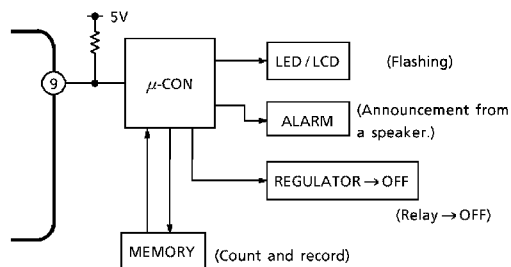 5V
9
μ-CON
LED / LCD (Flashing)
ALARM (Announcement from
a speaker.)
REGULATOR → OFF
(Relay → OFF)
MEMORY (Count and record)